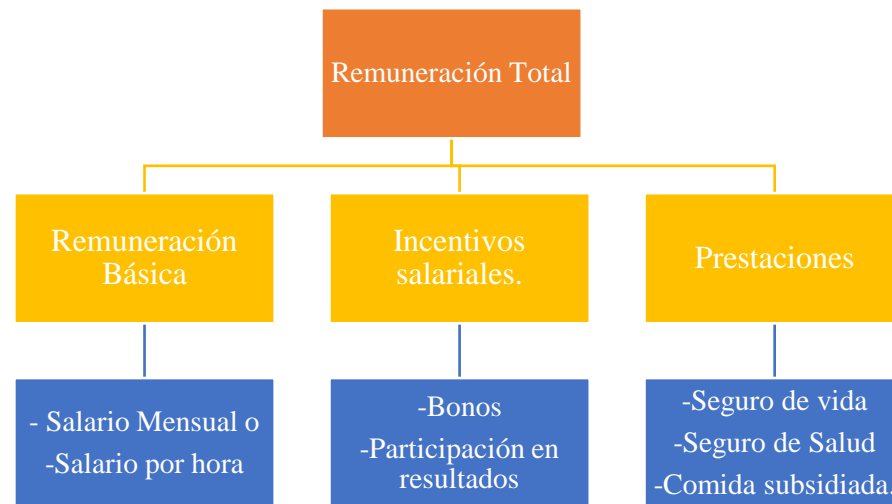 Remuneración Total
Remuneración
Básica
Incentivos
salariales.
Prestaciones
- Salario Mensual o
-Salario por hora
-Bonos
-Participación en
resultados
-Seguro de vida
-Seguro de Salud
-Comida subsidiada.